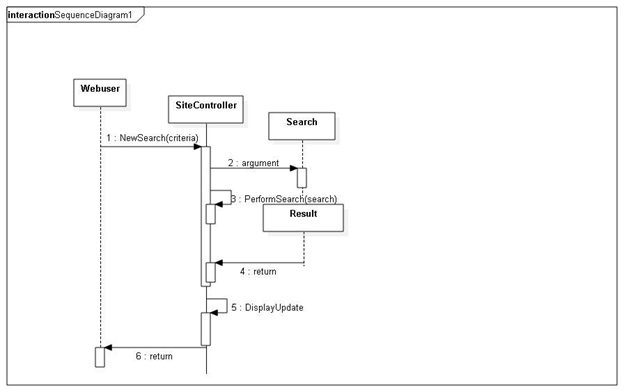 interactionSequenceDiagram1
Webuser
SiteController
Search
1 : NewSearch(criteria)
2 : argument
3 : PerformSearch(search)
Result
4 : return
5 : DisplayUpdate
6 : return